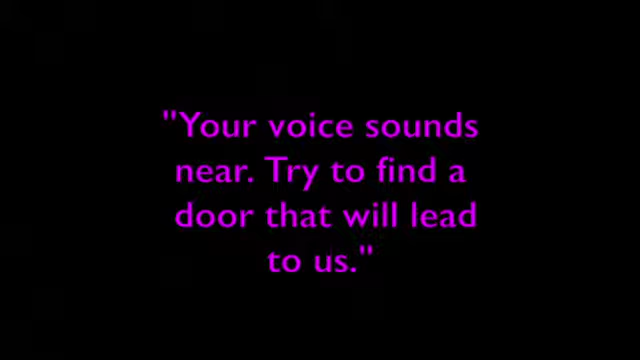 "Your voice sounds
near. Try to find a
door that will lead
to us."